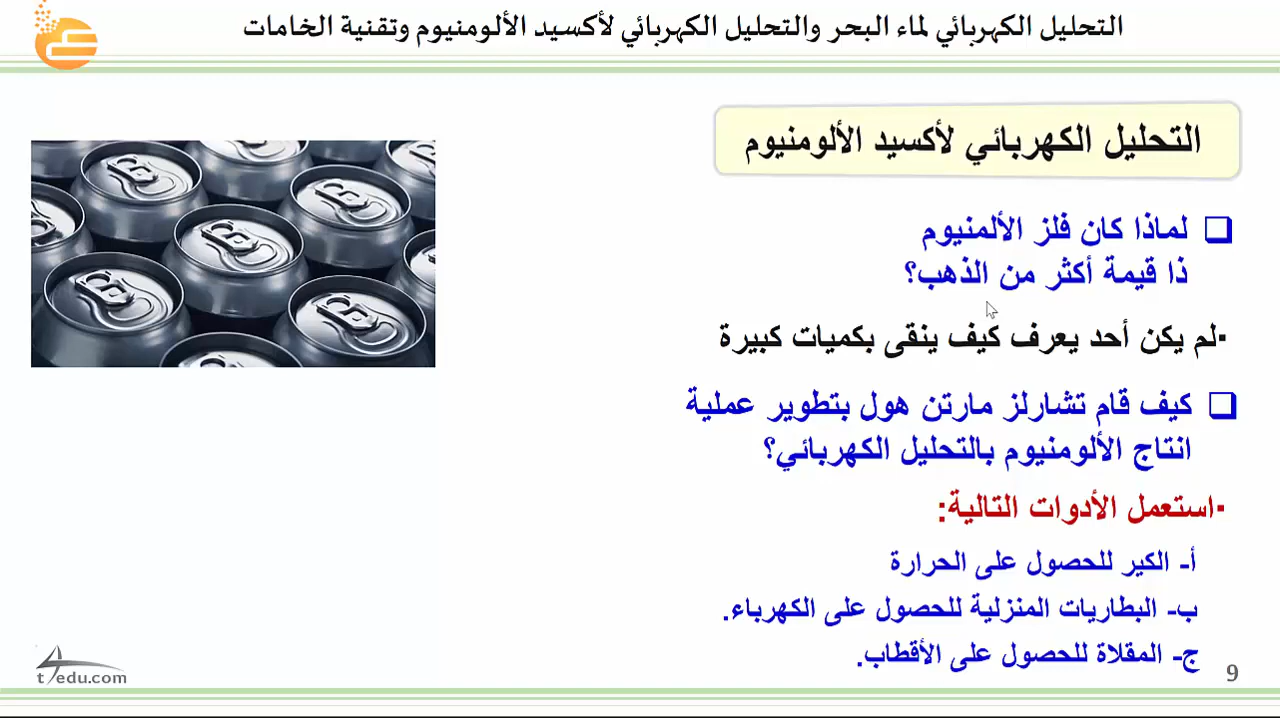 التحليل الكهربائي لماء البحر والتحليل الكهربائي لأكسيد الألومنيوم وتقنية الخامات
التحليل الكهربائي لأكسيد الألومنيوم
❑ لماذا كان فلز الألمنيوم
ذا قيمة أكثر من الذهب؟
▪لم يكن أحد يعرف كيف ينقى بكميات كبيرة
❑ كيف قام تشارلز مارتن هول بتطوير عملية
انتاج الألومنيوم بالتحليل الكهربائي؟
▪استعمل الأدوات التالية:
أ- الكير للحصول على الحرارة
ب- البطاريات المنزلية للحصول على الكهرباء.
ج- المقلاة للحصول على الأقطاب.
t4edu.com
9